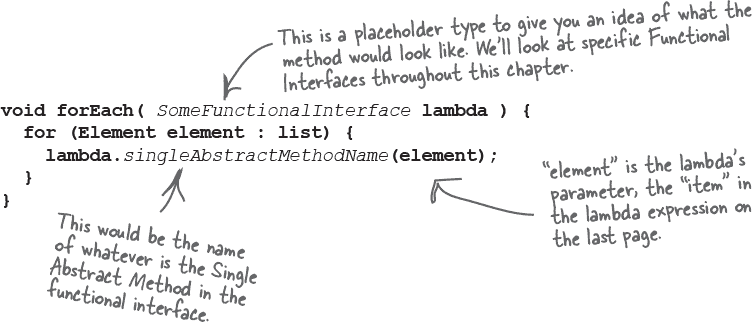 This is a placeholder type to give you an idea of what the
method would look like. We'll look at specific Functional
Interfaces throughout this chapter.
void forEach( SomeFunctionalInterface lambda ) {
for (Element element : list) {
lambda.singleAbstractMethodName(element);
}
}
"element" is the lambda's
parameter, the "item" in
the lambda expression on
the last page.
This would be the name
of whatever is the Single
Abstract Method in the
functional interface.